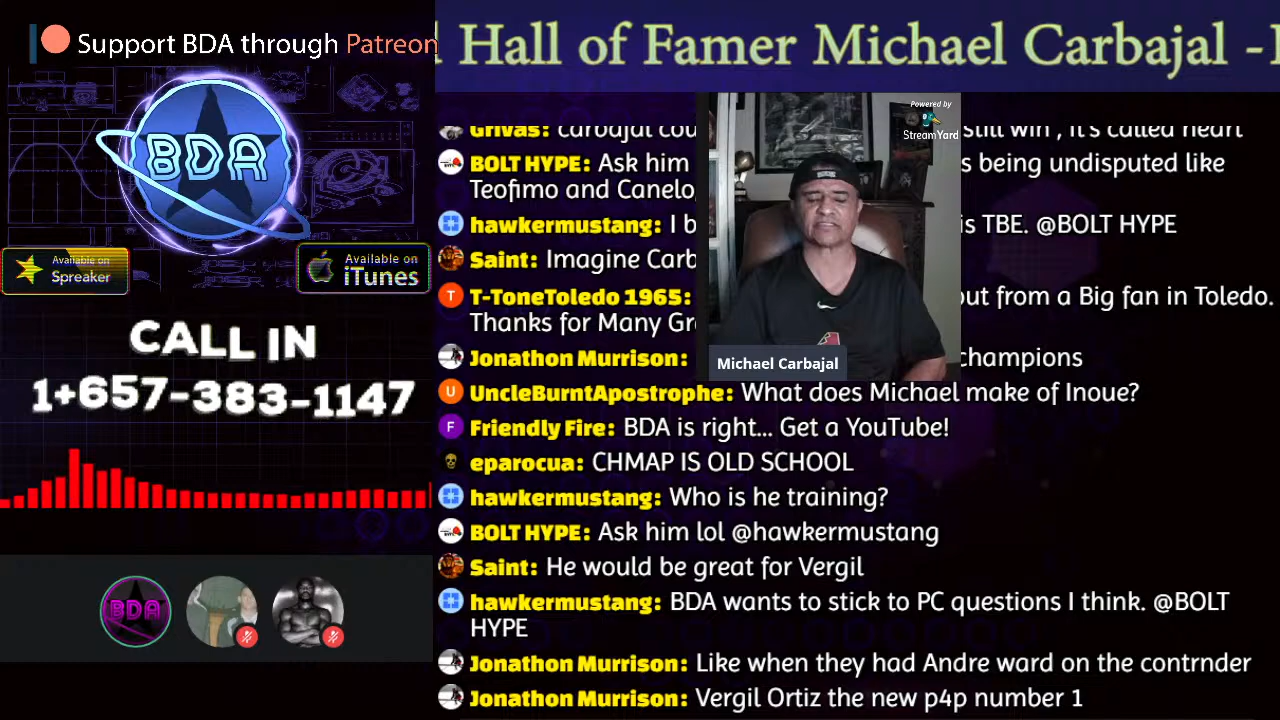 Support BDA through Patreon
Hall of Famer Michael Carbajal -
BDA
Available on
Spreaker
Available on
iTunes
CALL IN
1+657-383-1147
BDA
Powered by
StreamYard
Michael Carbajal
Grivas: carbajal cou still win , it's called heart
BOLT HYPE: Ask him s being undisputed like
Teofimo and Canelo
hawkermustang: I b is TBE. @BOLT HYPE
Saint: Imagine Carb
T-ToneToledo 1965: out from a Big fan in Toledo.
Thanks for Many Gr
Jonathon Murrison: champions
UncleBurntApostrophe: What does Michael make of Inoue?
Friendly Fire: BDA is right... Get a YouTube!
eparocua: CHMAP IS OLD SCHOOL
hawkermustang: Who is he training?
BOLT HYPE: Ask him lol @hawkermustang
Saint: He would be great for Vergil
hawkermustang: BDA wants to stick to PC questions I think. @BOLT
HYPE
Jonathon Murrison: Like when they had Andre ward on the contrnder
Jonathon Murrison: Vergil Ortiz the new p4p number 1